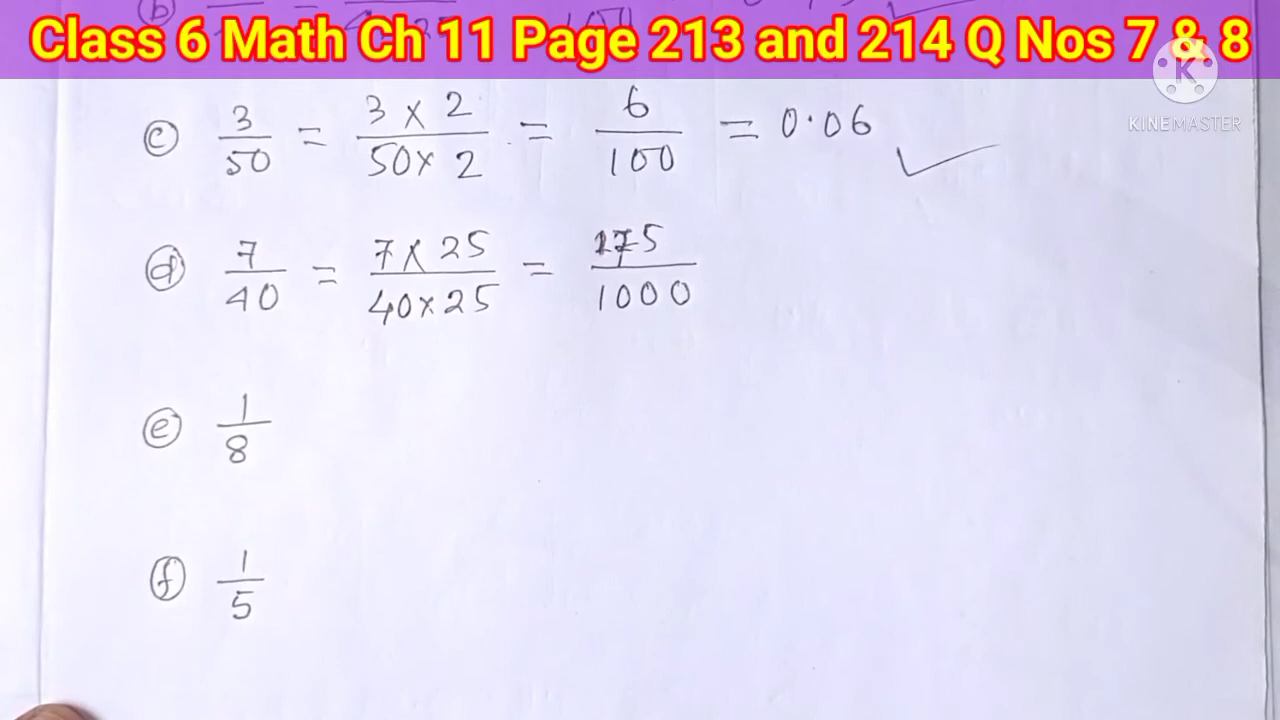 Class 6 Math Ch 11 Page 213 and 214 Q Nos 7 & 8
K
KINEMASTER
(b)
(c) 3/50 = 3 × 2 / 50 × 2 = 6/100 = 0.06
(d) 7/40 = 7 × 25 / 40 × 25 = 175/1000
(e) 1/8
(f) 1/5